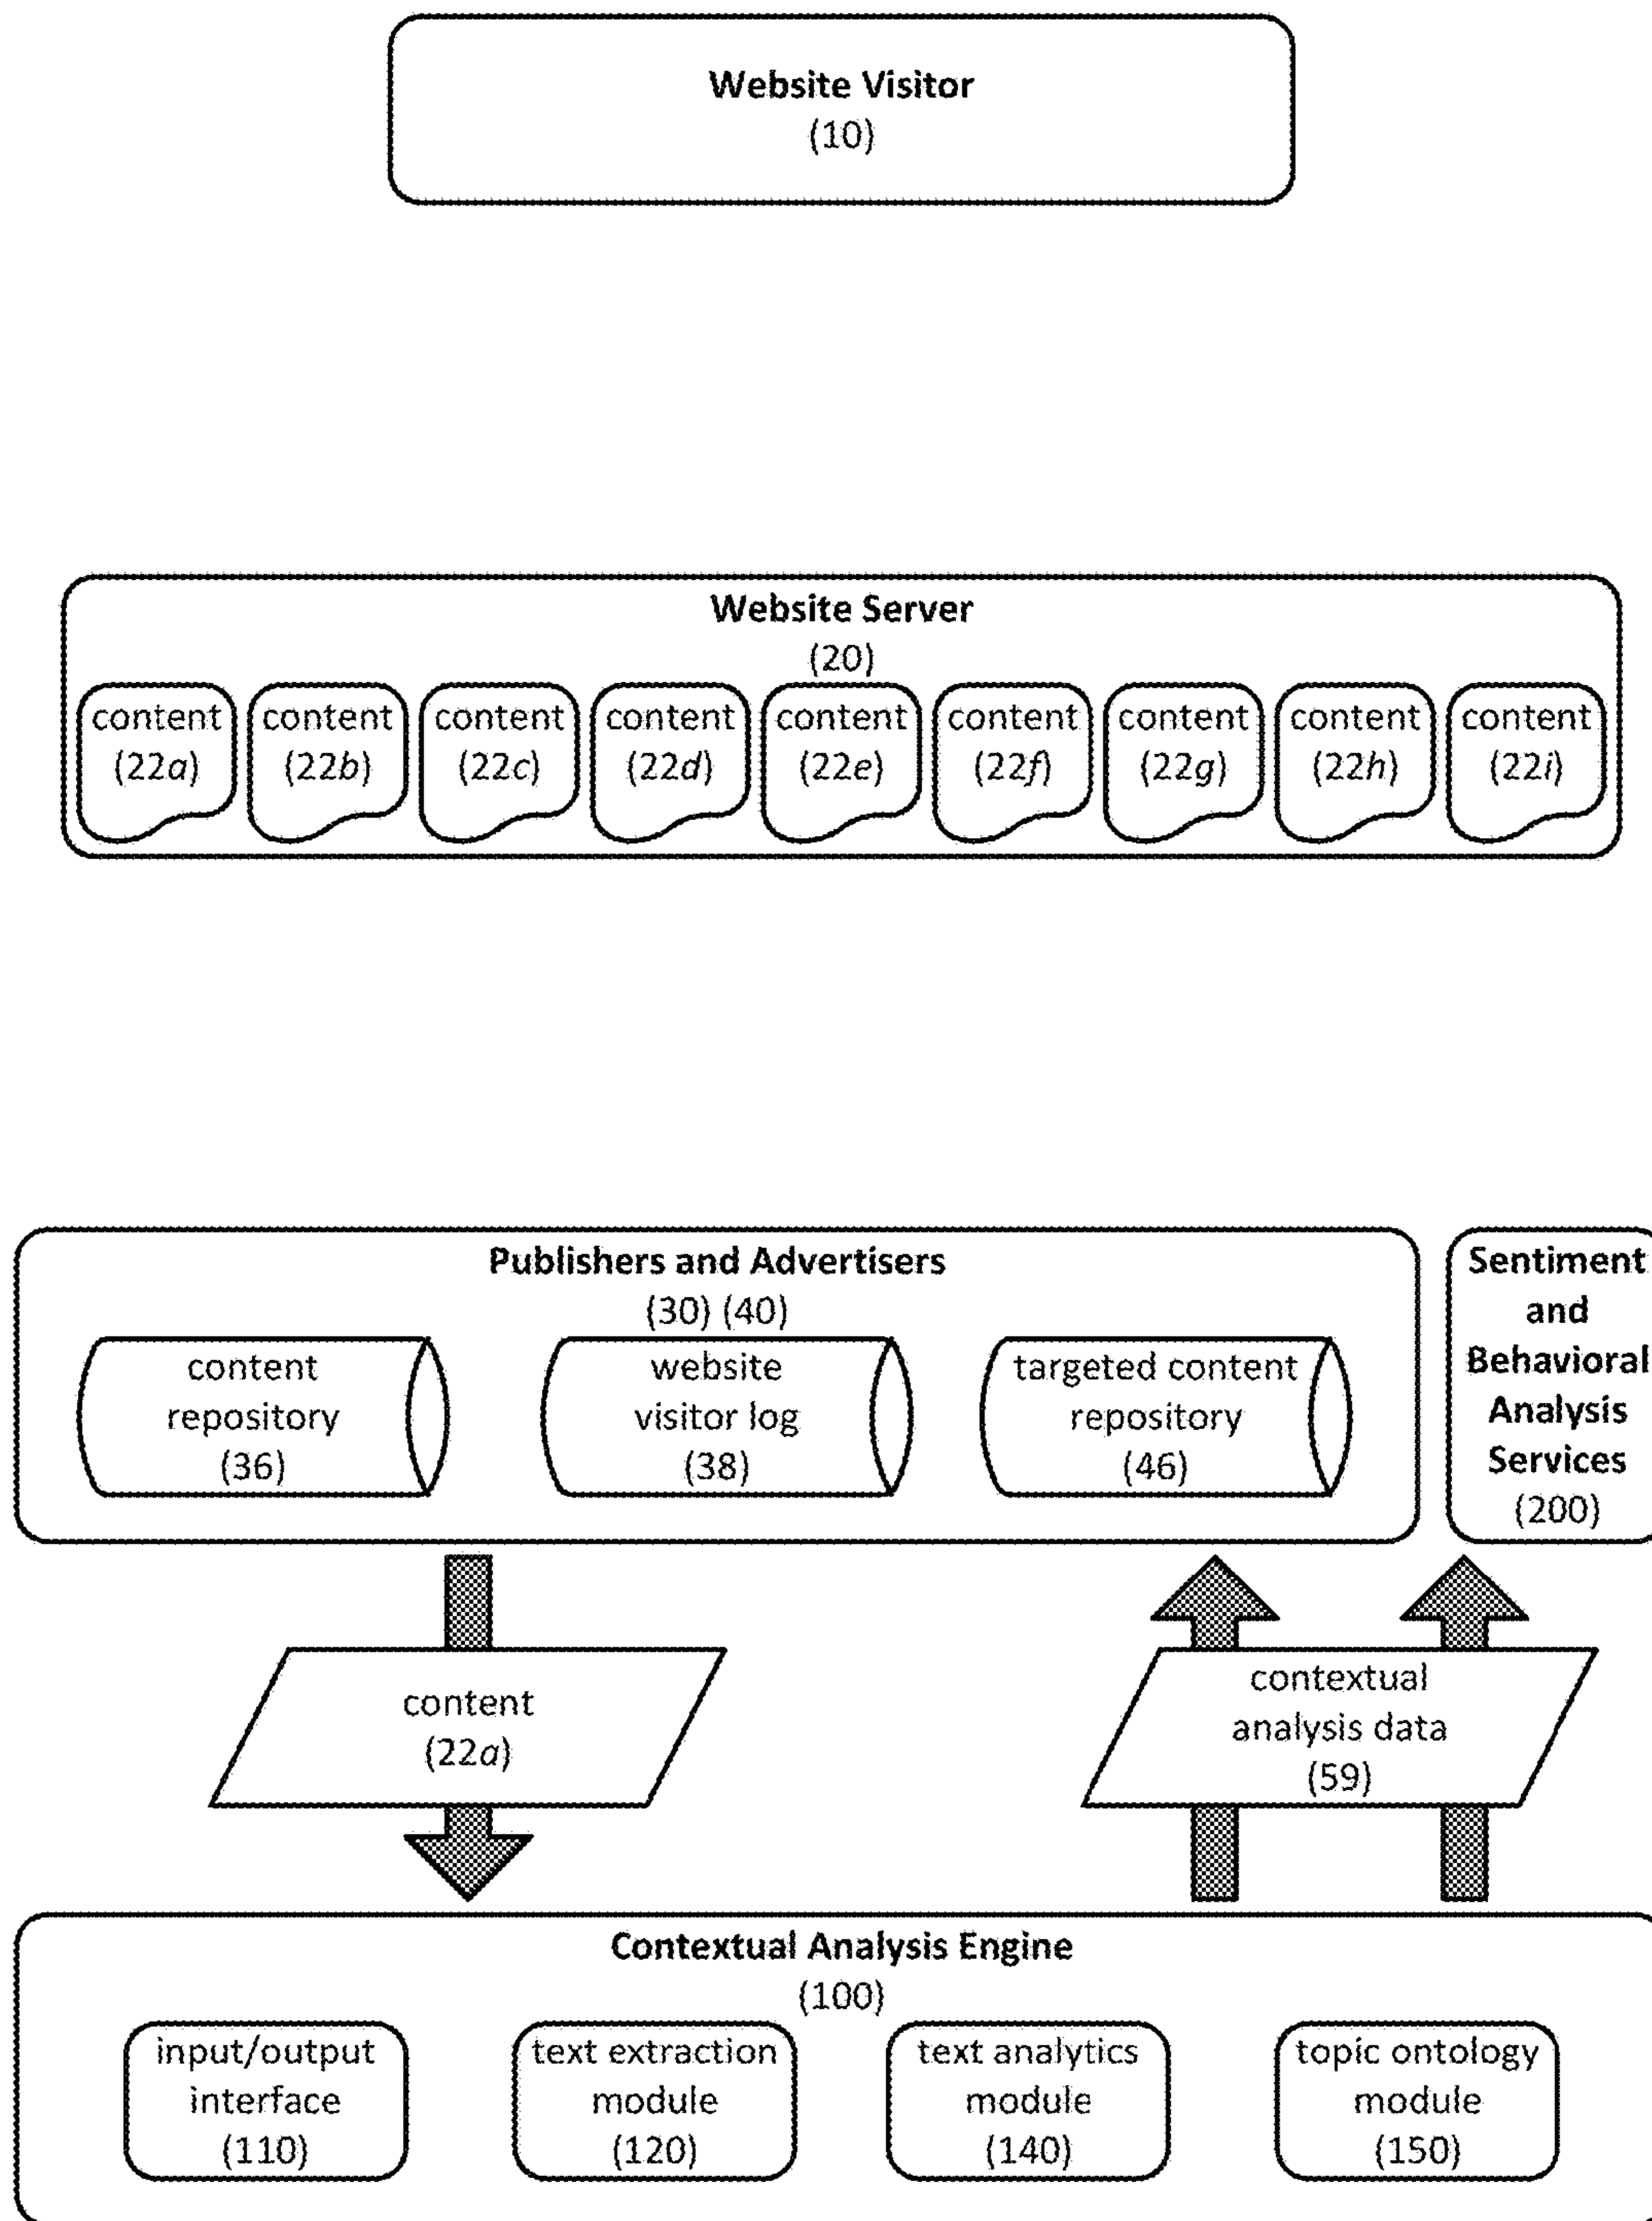 Website Visitor
(10)
Website Server
(20)
content
(22a)
content
(22b)
content
(22c)
content
(22d)
content
(22e)
content
(22f)
content
(22g)
content
(22h)
content
(22i)
Publishers and Advertisers
(30) (40)
content
repository
(36)
website
visitor log
(38)
targeted content
repository
(46)
Sentiment
and
Behavioral
Analysis
Services
(200)
content
(22a)
contextual
analysis data
(59)
Contextual Analysis Engine
(100)
input/output
interface
(110)
text extraction
module
(120)
text analytics
module
(140)
topic ontology
module
(150)